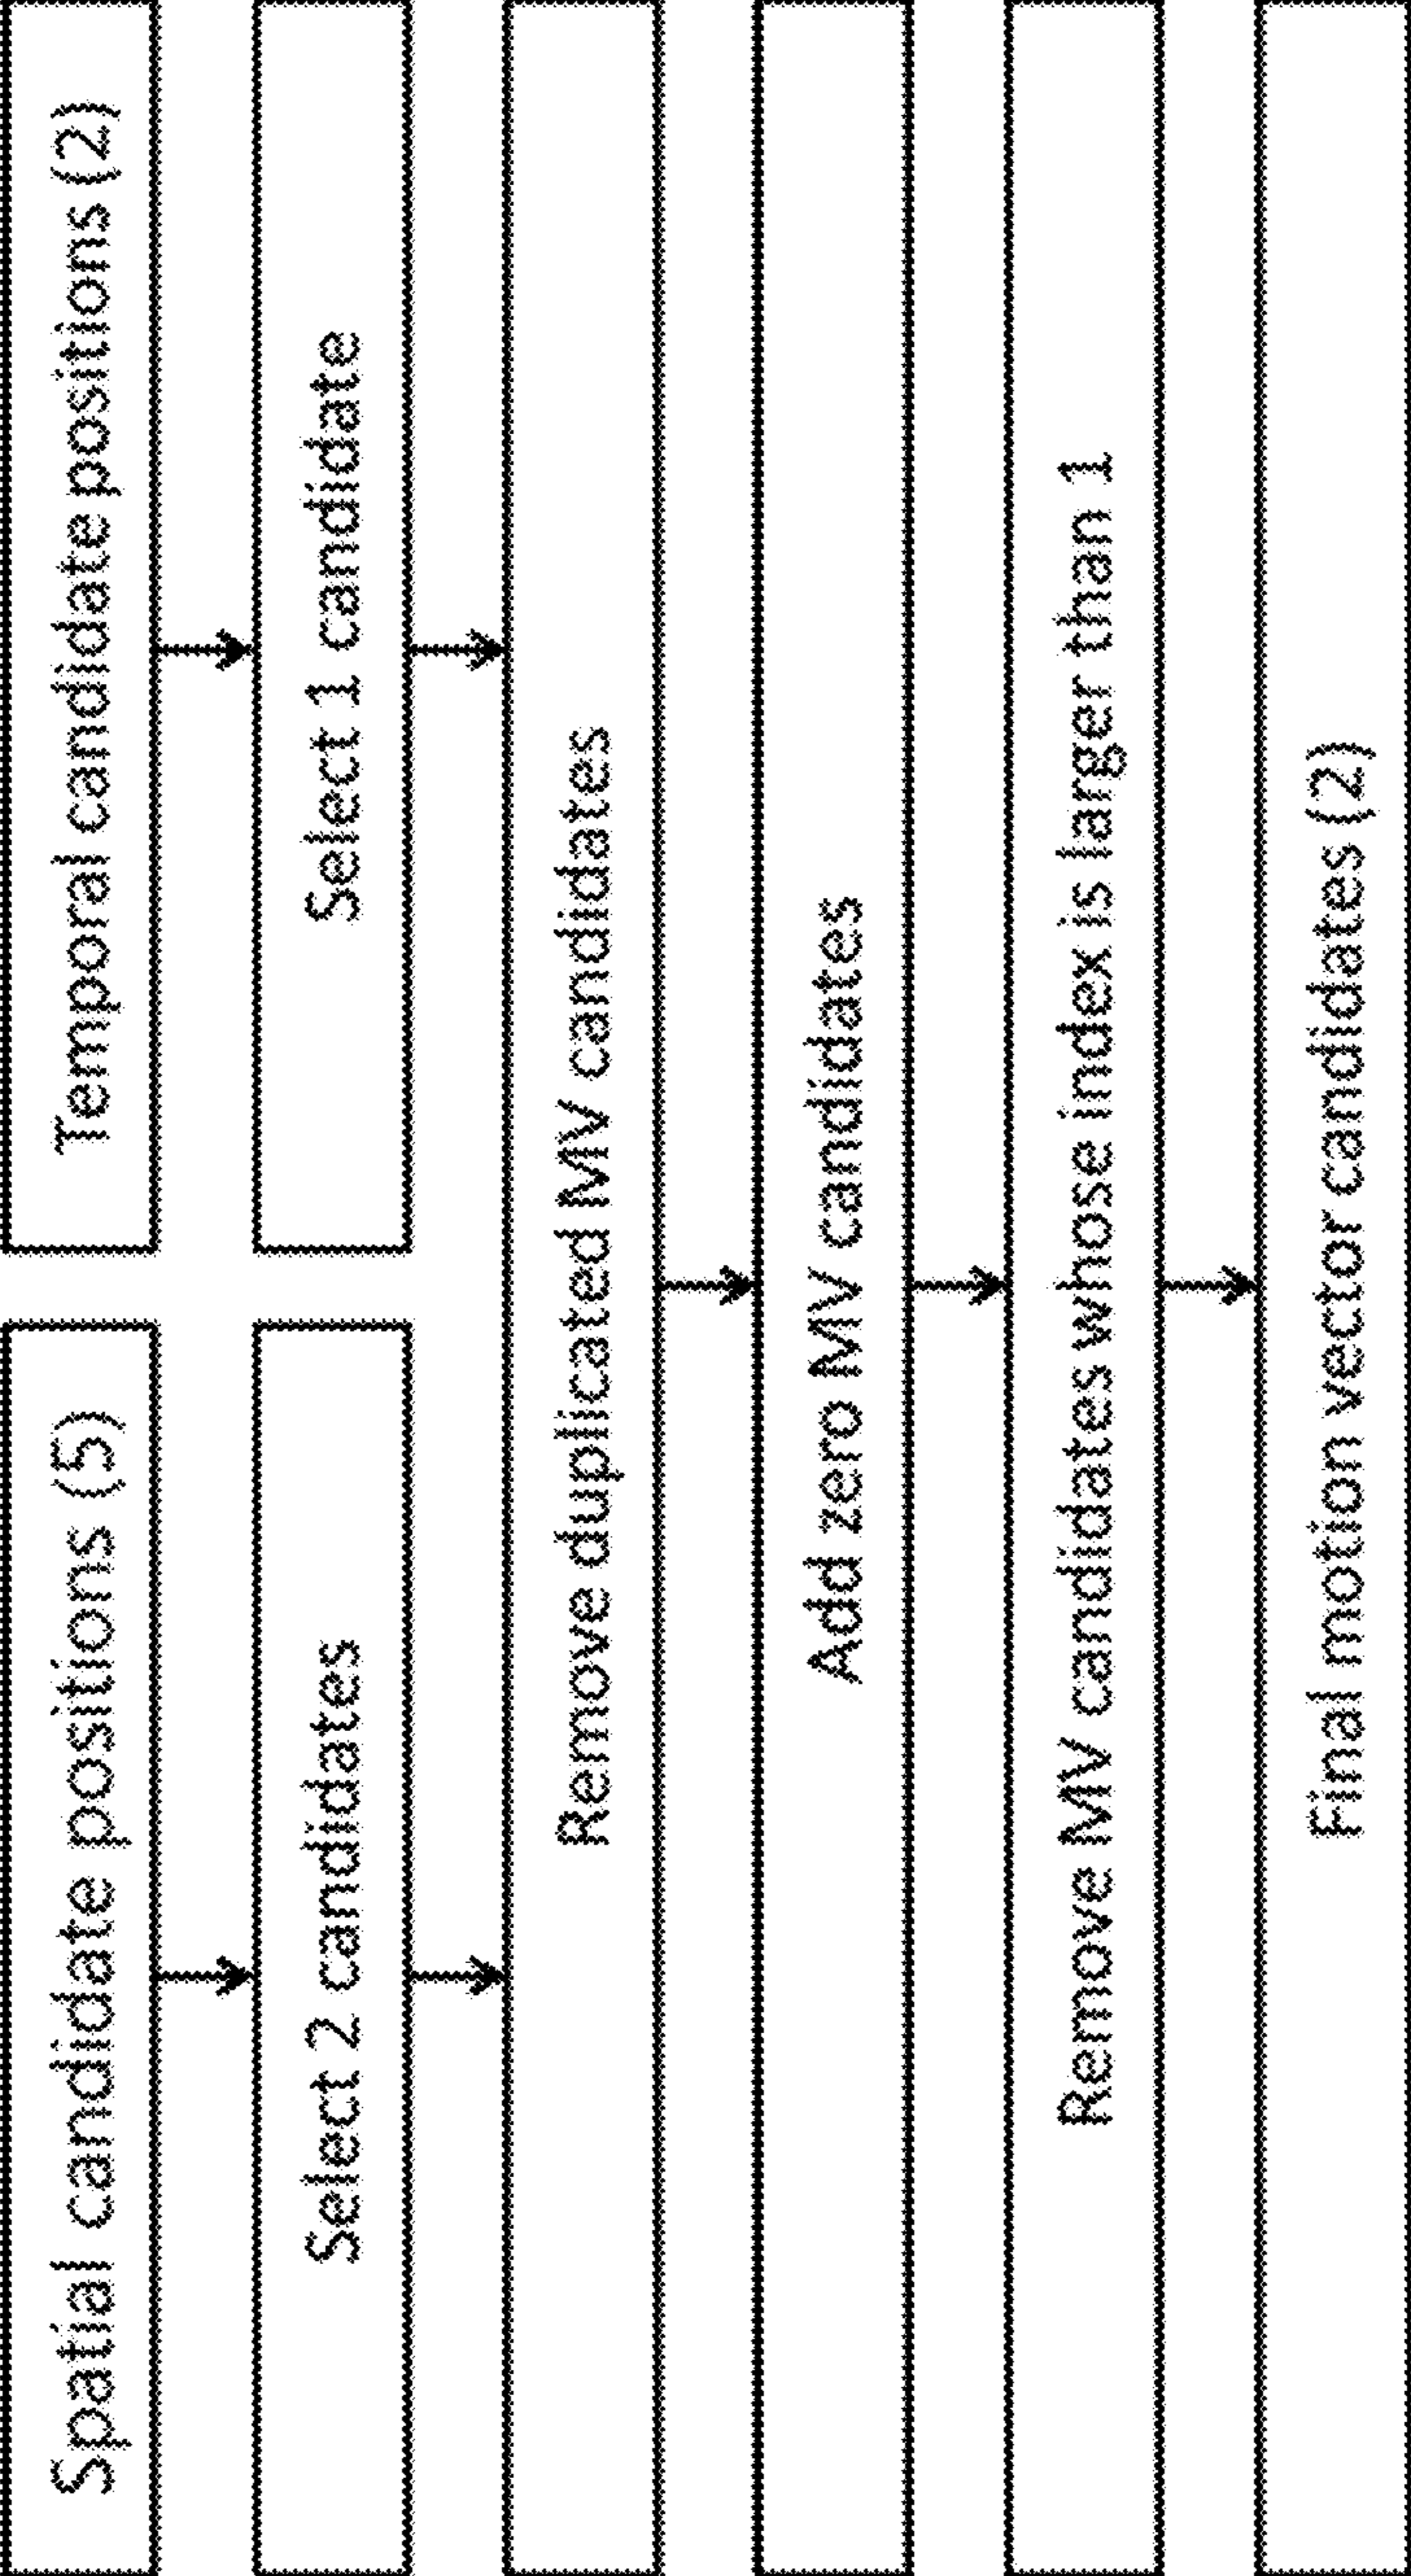 Spatial candidate positions (5)
Temporal candidate positions (2)
Select 2 candidates
Select 1 candidate
Remove duplicated MV candidates
Add zero MV candidates
Remove MV candidates whose index is larger than 1
Final motion vector candidates (2)